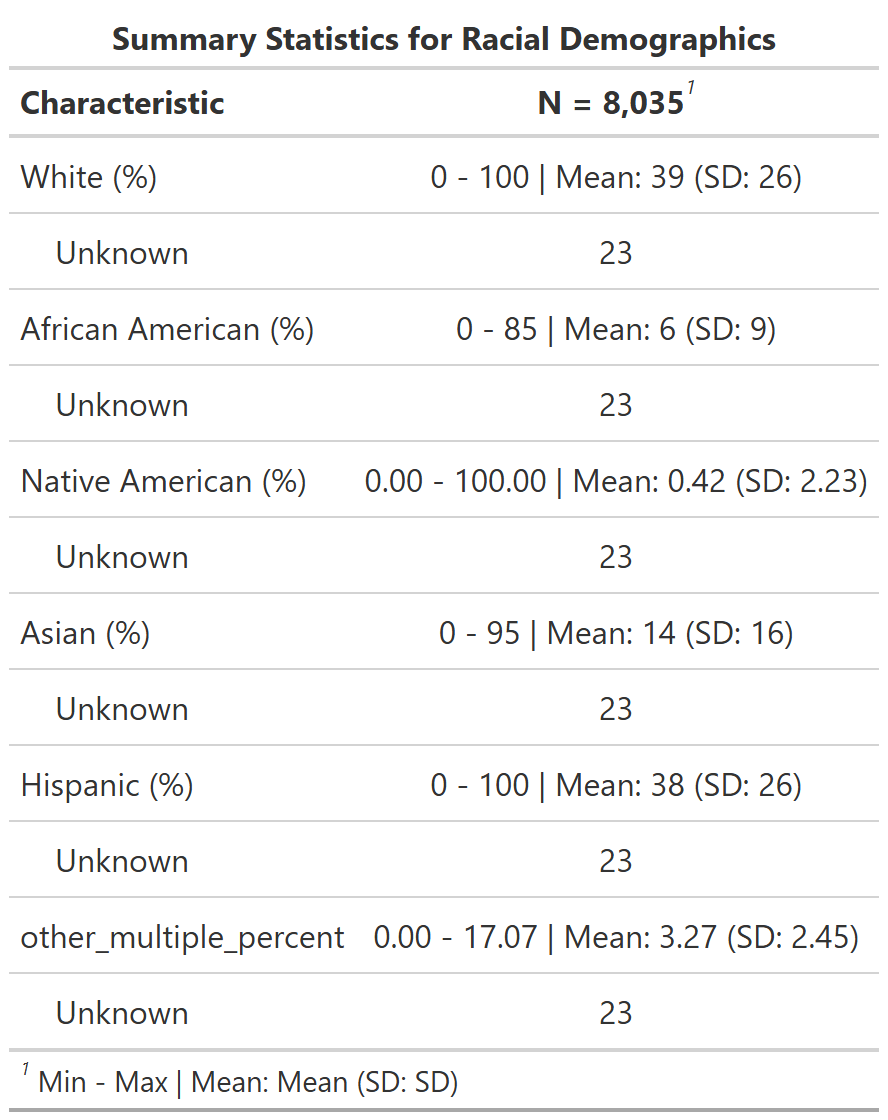 Summary Statistics for Racial Demographics
Characteristic N = 8,035¹
White (%) 0 - 100 | Mean: 39 (SD: 26)
Unknown 23
African American (%) 0 - 85 | Mean: 6 (SD: 9)
Unknown 23
Native American (%) 0.00 - 100.00 | Mean: 0.42 (SD: 2.23)
Unknown 23
Asian (%) 0 - 95 | Mean: 14 (SD: 16)
Unknown 23
Hispanic (%) 0 - 100 | Mean: 38 (SD: 26)
Unknown 23
other_multiple_percent 0.00 - 17.07 | Mean: 3.27 (SD: 2.45)
Unknown 23
¹ Min - Max | Mean: Mean (SD: SD)